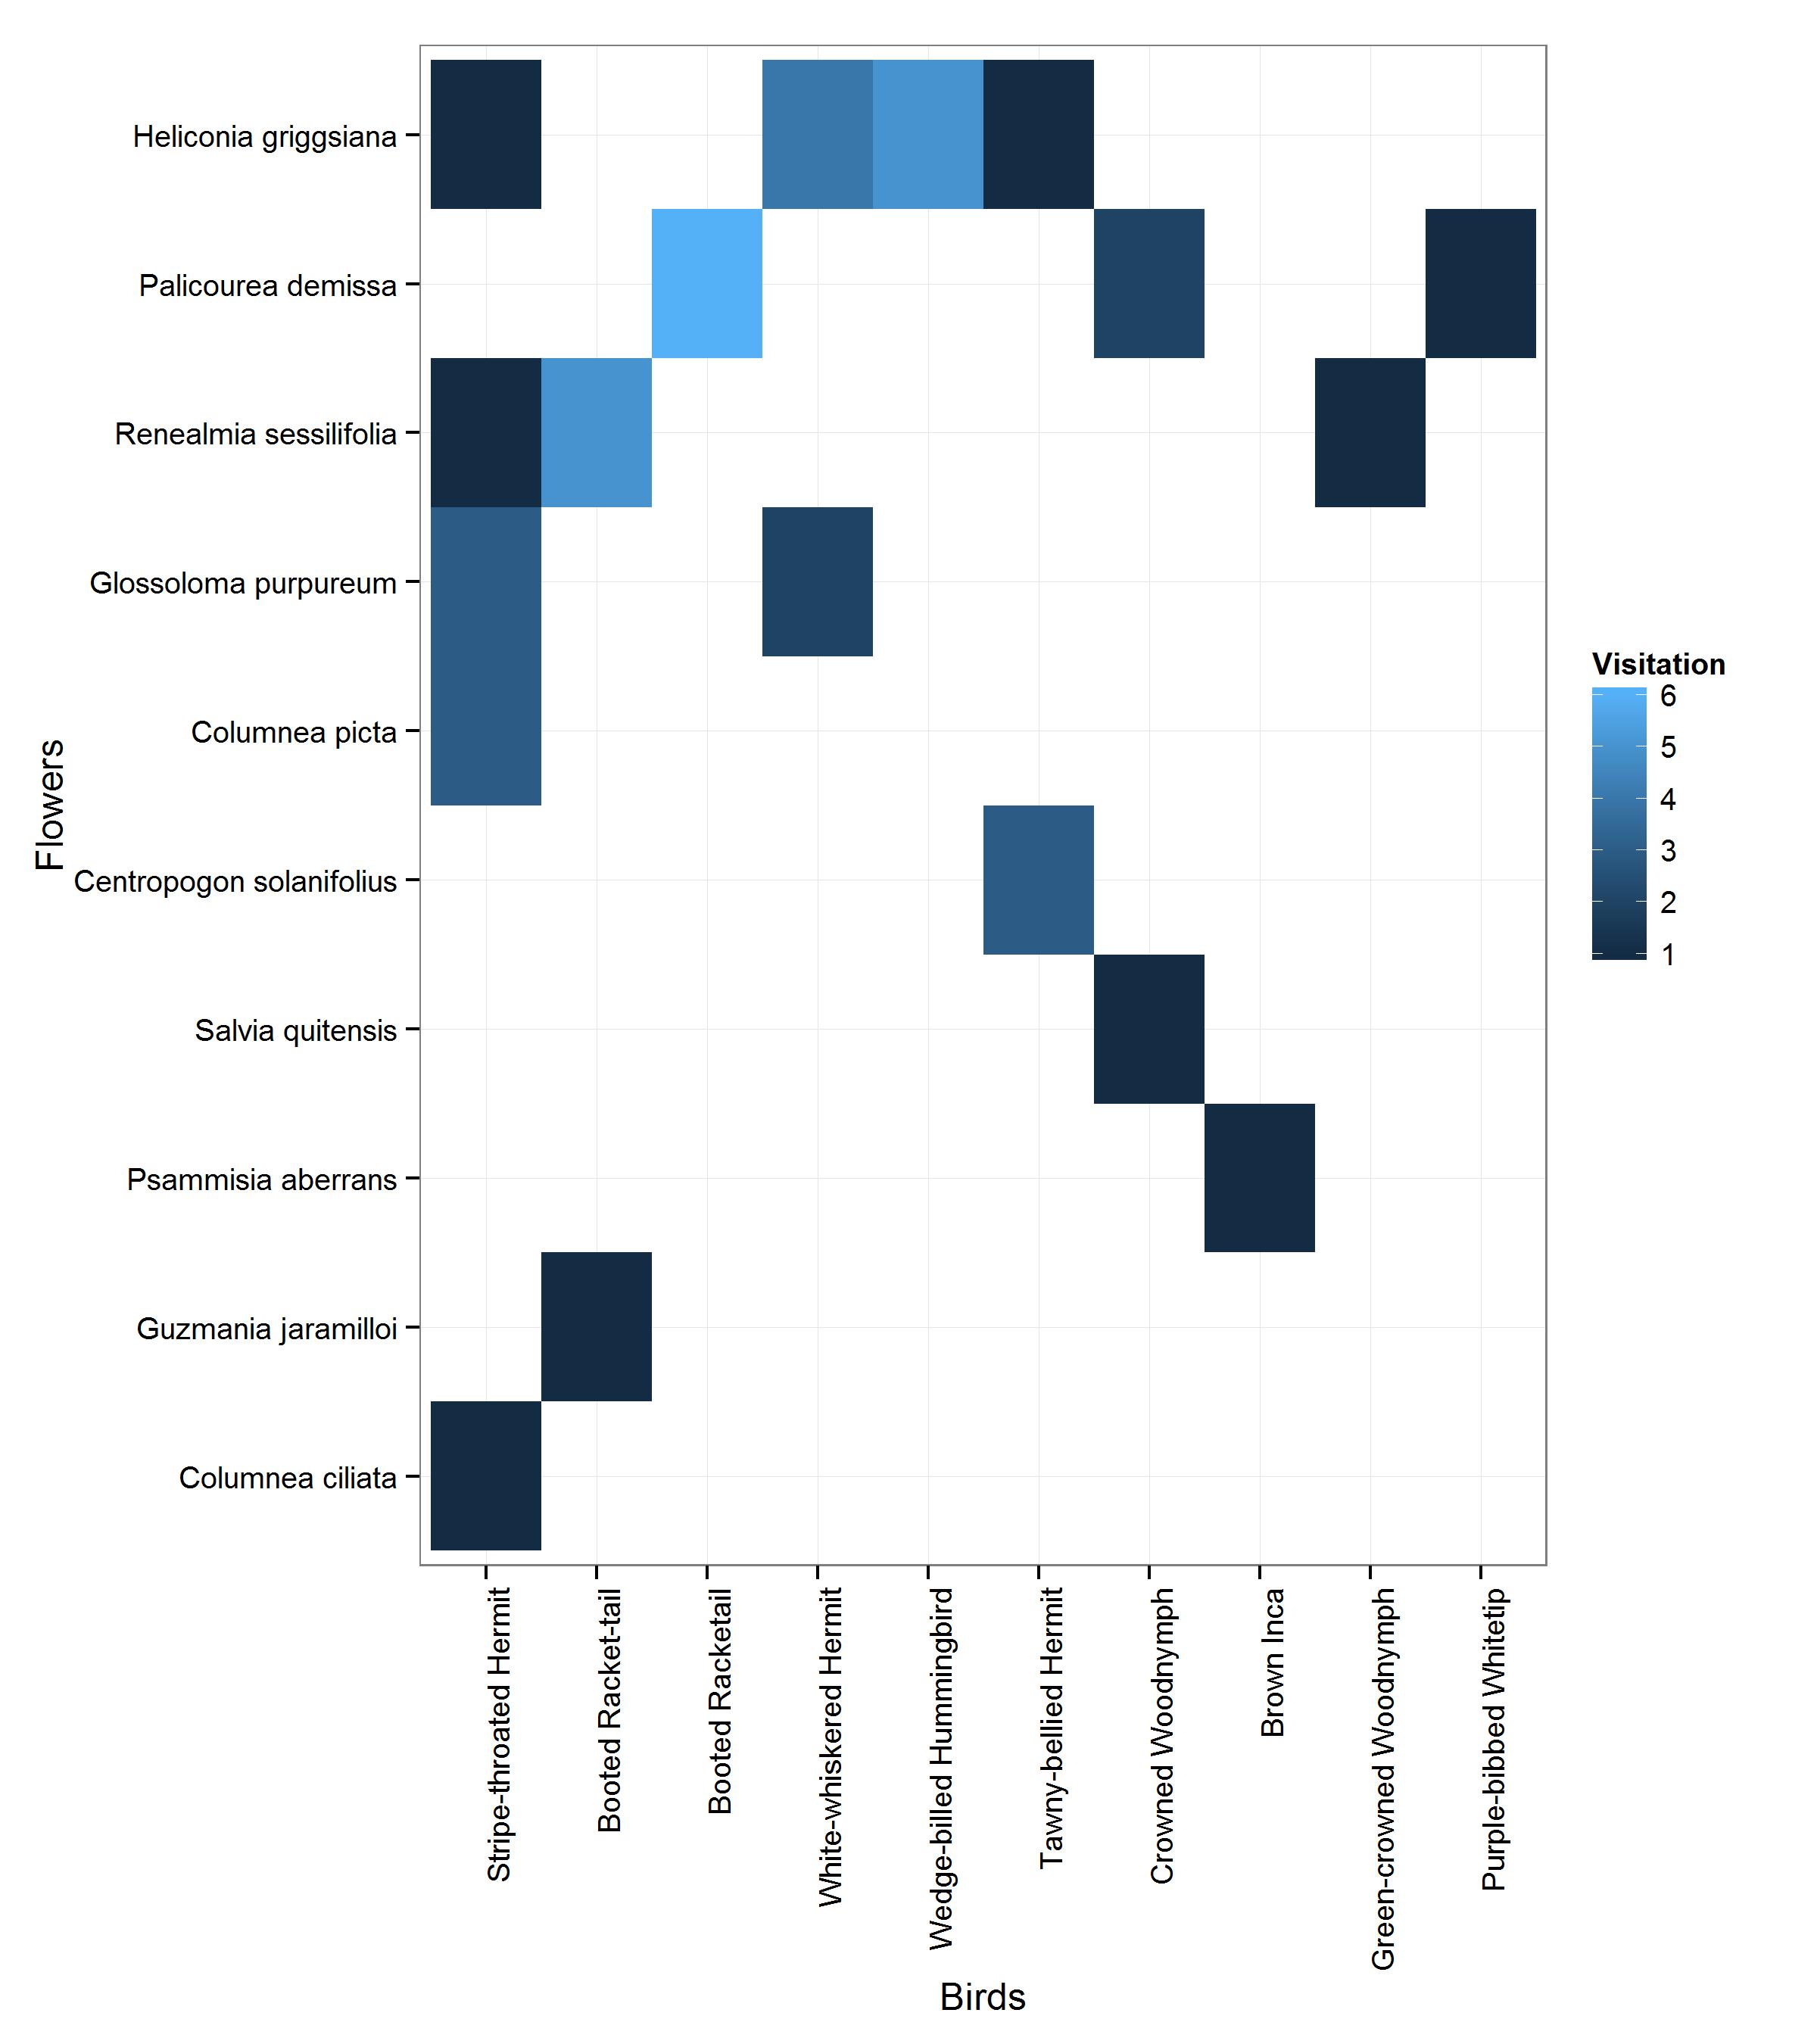 Heliconia griggsiana
Palicourea demissa
Renealmia sessilifolia
Glossoloma purpureum
Columnea picta
Centropogon solanifolius
Salvia quitensis
Psammisia aberrans
Guzmania jaramilloi
Columnea ciliata
Flowers
Visitation
6
5
4
3
2
1
Stripe-throated Hermit
Booted Racket-tail
Booted Racketail
White-whiskered Hermit
Wedge-billed Hummingbird
Tawny-bellied Hermit
Crowned Woodnymph
Brown Inca
Green-crowned Woodnymph
Purple-bibbed Whitetip
Birds